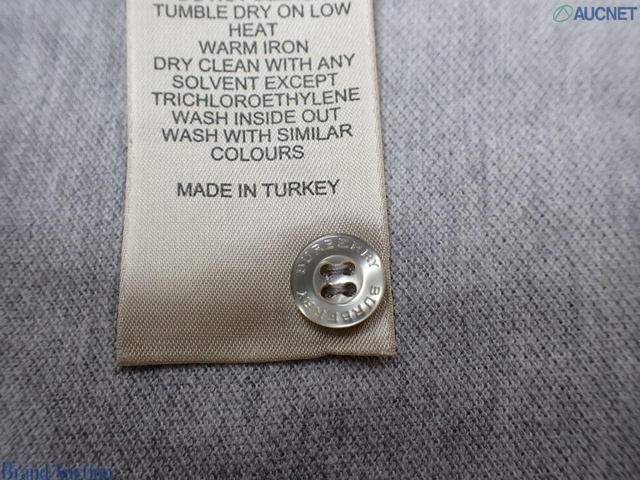 AUCNET
TUMBLE DRY ON LOW
HEAT
WARM IRON
DRY CLEAN WITH ANY
SOLVENT EXCEPT
TRICHLOROETHYLENE
WASH INSIDE OUT
WASH WITH SIMILAR
COLOURS
MADE IN TURKEY
BURBERRY BURBERRY
Brand Auction